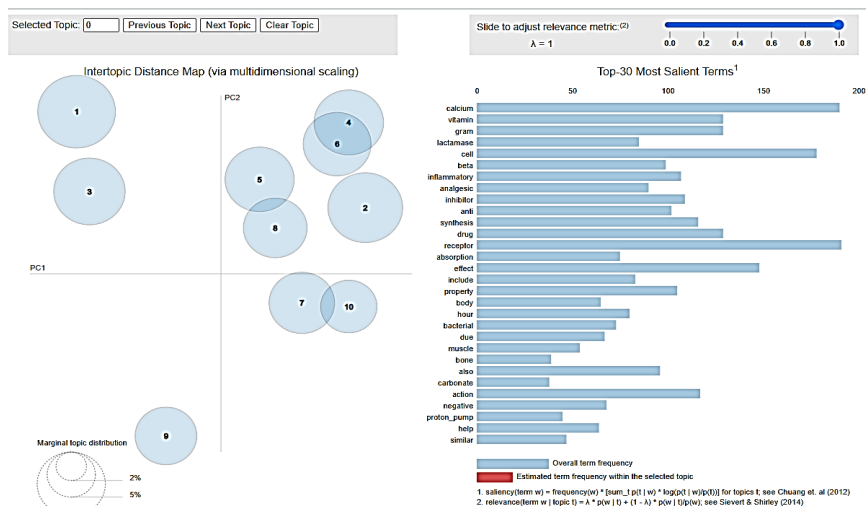 Selected Topic: 0 Previous Topic Next Topic Clear Topic
Slide to adjust relevance metric:(2)
λ = 1
0.0 0.2 0.4 0.6 0.8 1.0
Intertopic Distance Map (via multidimensional scaling)
PC2
PC1
1
3
4
6
5
2
8
7
10
9
Marginal topic distribution
2%
5%
Top-30 Most Salient Terms1
0 50 100 150 200
calcium
vitamin
gram
lactamase
cell
beta
inflammatory
analgesic
inhibitor
anti
synthesis
drug
receptor
absorption
effect
include
property
body
hour
bacterial
due
muscle
bone
also
carbonate
action
negative
proton_pump
help
similar
Overall term frequency
Estimated term frequency within the selected topic
1. saliency(term w) = frequency(w) * [sum_t p(t | w) * log(p(t | w)/p(t))] for topics t; see Chuang et. al (2012)
2. relevance(term w | topic t) = λ * p(w | t) + (1 - λ) * p(w | t)/p(w); see Sievert & Shirley (2014)